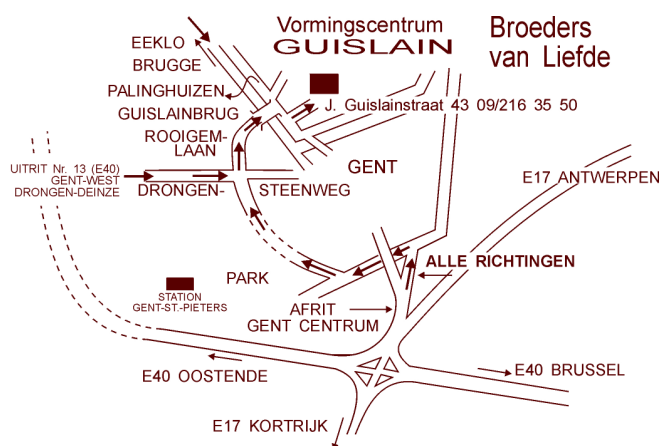 Vormingscentrum
GUISLAIN
Broeders
van Liefde
EEKLO
BRUGGE
PALINGHUIZEN
GUISLAINBRUG
J. Guislainstraat 43 09/216 35 50
ROOIGEM-
LAAN
GENT
UITRIT Nr. 13 (E40)
GENT-WEST
DRONGEN-DEINZE
DRONGEN-
STEENWEG
E17 ANTWERPEN
ALLE RICHTINGEN
PARK
STATION
GENT-ST.-PIETERS
AFRIT
GENT CENTRUM
E40 OOSTENDE
E40 BRUSSEL
E17 KORTRIJK